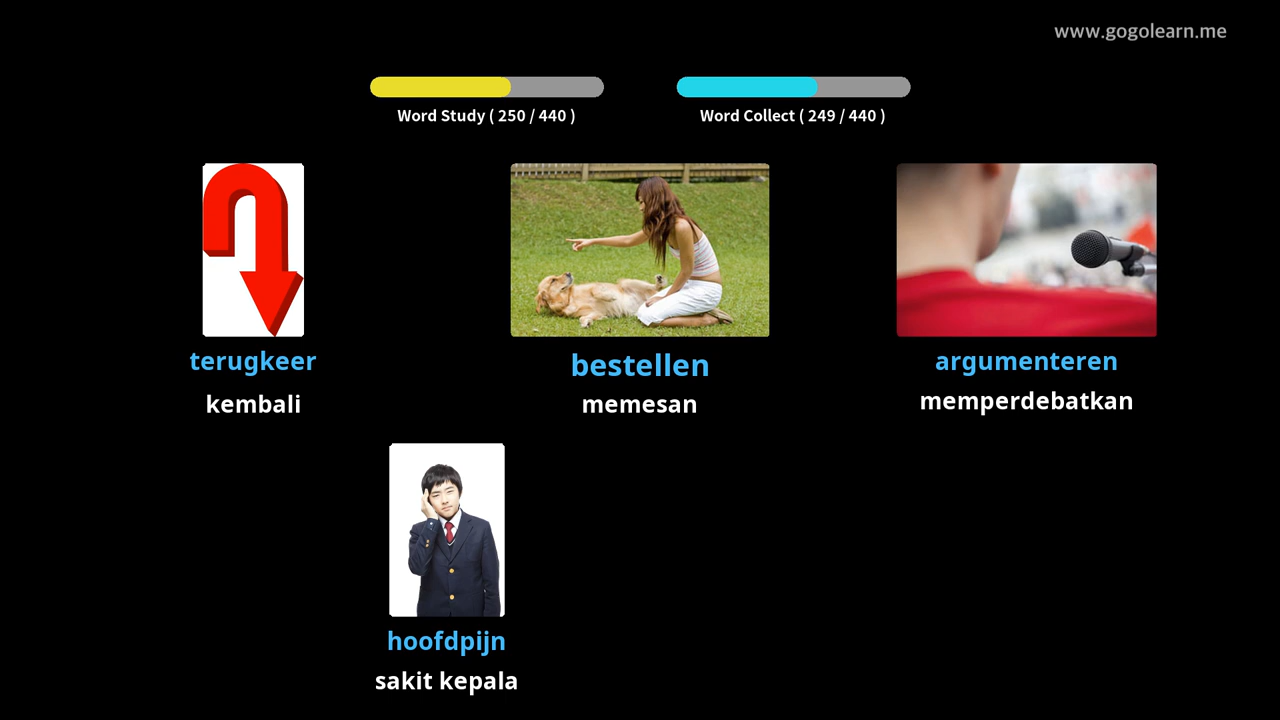 www.gogolearn.me
Word Study ( 250 / 440 )
Word Collect ( 249 / 440 )
terugkeer
kembali
bestellen
memesan
argumenteren
memperdebatkan
hoofdpijn
sakit kepala